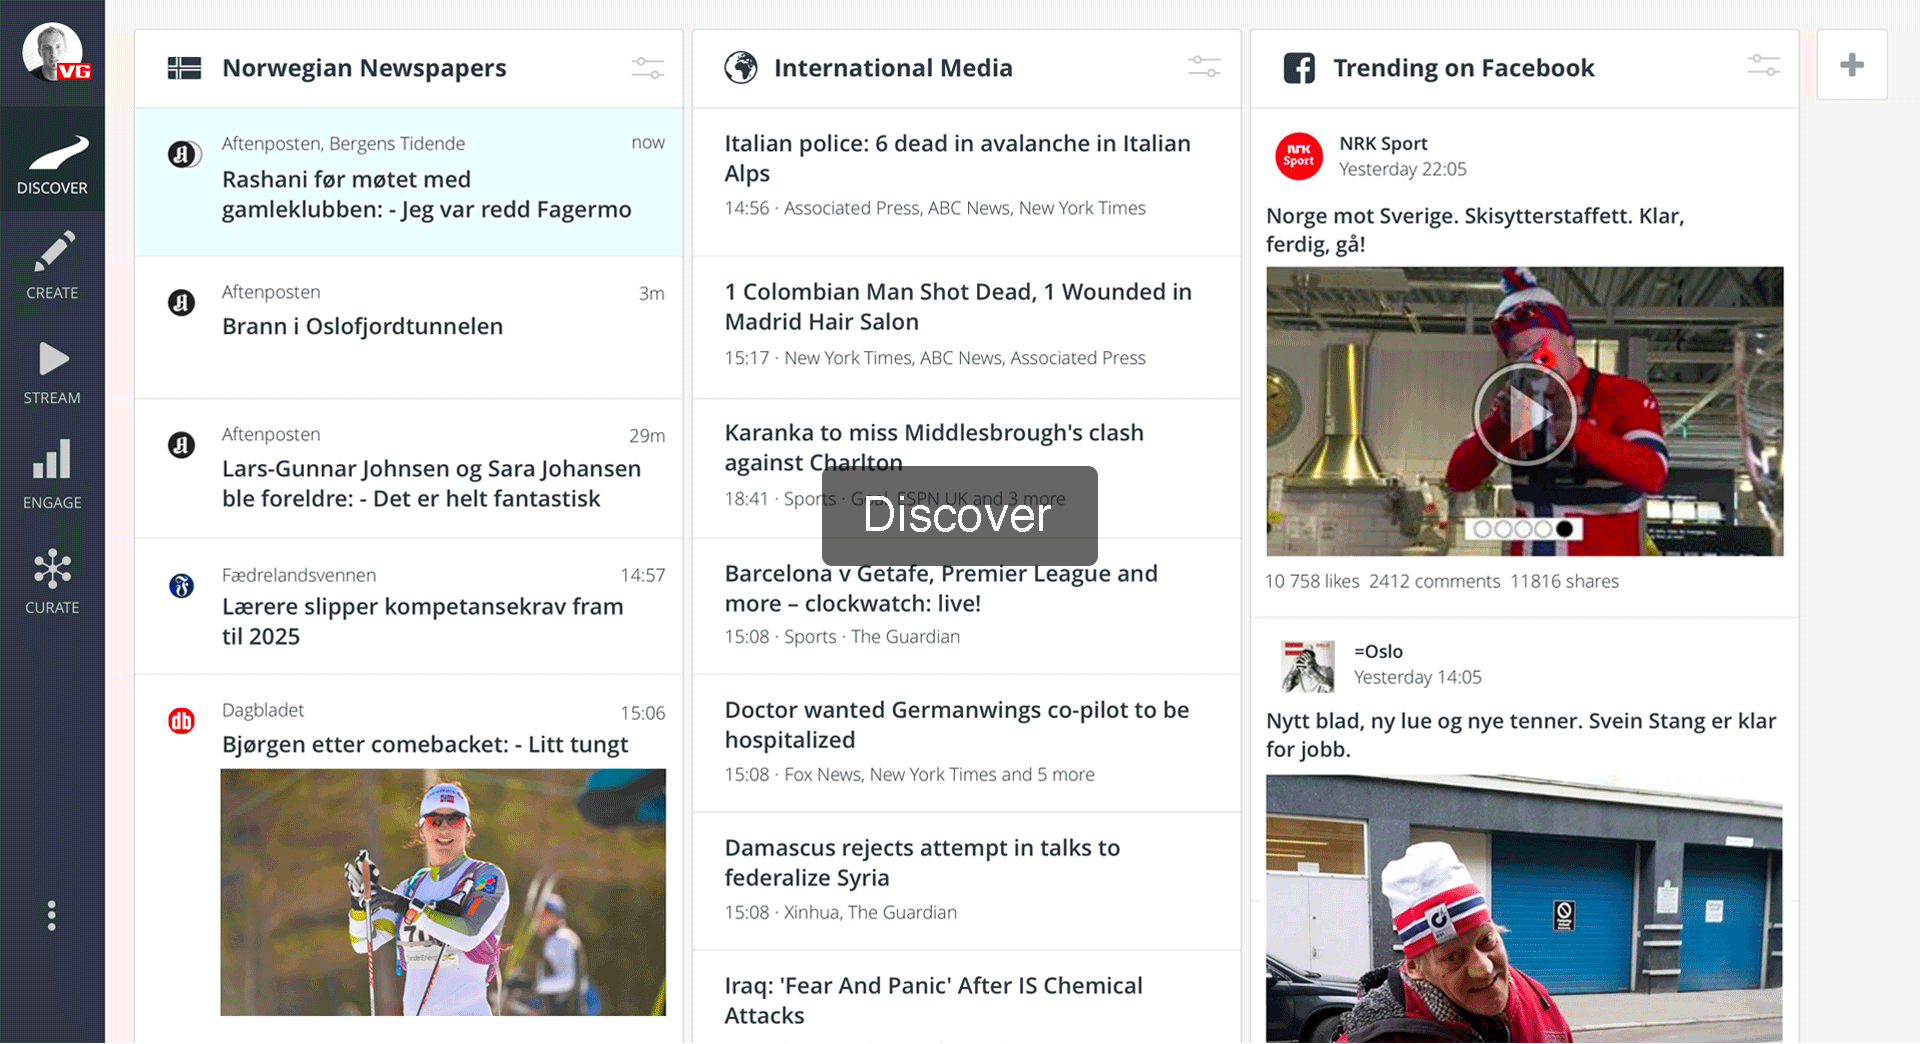 VG
DISCOVER
CREATE
STREAM
ENGAGE
CURATE
Norwegian Newspapers
Aftenposten, Bergens Tidende
now
Rashani før møtet med
gamleklubben: - Jeg var redd Fagermo
Aftenposten
3m
Brann i Oslofjordtunnelen
Aftenposten
29m
Lars-Gunnar Johnsen og Sara Johansen
ble foreldre: - Det er helt fantastisk
Fædrelandsvennen
14:57
Lærere slipper kompetansekrav fram
til 2025
db
Dagbladet
15:06
Bjørgen etter comebacket: - Litt tungt
International Media
Italian police: 6 dead in avalanche in Italian
Alps
14:56 · Associated Press, ABC News, New York Times
1 Colombian Man Shot Dead, 1 Wounded in
Madrid Hair Salon
15:17 · New York Times, ABC News, Associated Press
Karanka to miss Middlesbrough's clash
against Charlton
18:41 · Sports · Goal, ESPN UK and 3 more
Discover
Barcelona v Getafe, Premier League and
more – clockwatch: live!
15:08 · Sports · The Guardian
Doctor wanted Germanwings co-pilot to be
hospitalized
15:08 · Fox News, New York Times and 5 more
Damascus rejects attempt in talks to
federalize Syria
15:08 · Xinhua, The Guardian
Iraq: 'Fear And Panic' After IS Chemical
Attacks
Trending on Facebook
NRK
Sport
NRK Sport
Yesterday 22:05
Norge mot Sverige. Skisytterstaffett. Klar,
ferdig, gå!
10 758 likes 2412 comments 11816 shares
OSLO
=Oslo
Yesterday 14:05
Nytt blad, ny lue og nye tenner. Svein Stang er klar
for jobb.